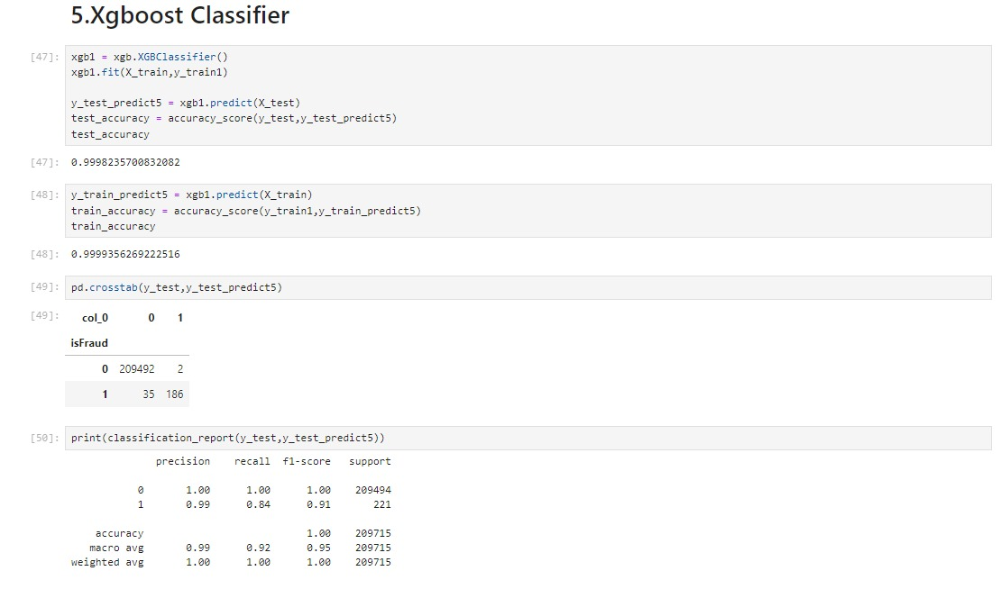 5.Xgboost Classifier
[47]: xgb1 = xgb.XGBClassifier()
xgb1.fit(X_train,y_train1)
y_test_predict5 = xgb1.predict(X_test)
test_accuracy = accuracy_score(y_test,y_test_predict5)
test_accuracy
[47]: 0.9998235700832082
[48]: y_train_predict5 = xgb1.predict(X_train)
train_accuracy = accuracy_score(y_train1,y_train_predict5)
train_accuracy
[48]: 0.9999356269222516
[49]: pd.crosstab(y_test,y_test_predict5)
[49]: col_0 0 1
isFraud
0 209492 2
1 35 186
[50]: print(classification_report(y_test,y_test_predict5))
precision recall f1-score support
0 1.00 1.00 1.00 209494
1 0.99 0.84 0.91 221
accuracy 1.00 209715
macro avg 0.99 0.92 0.95 209715
weighted avg 1.00 1.00 1.00 209715